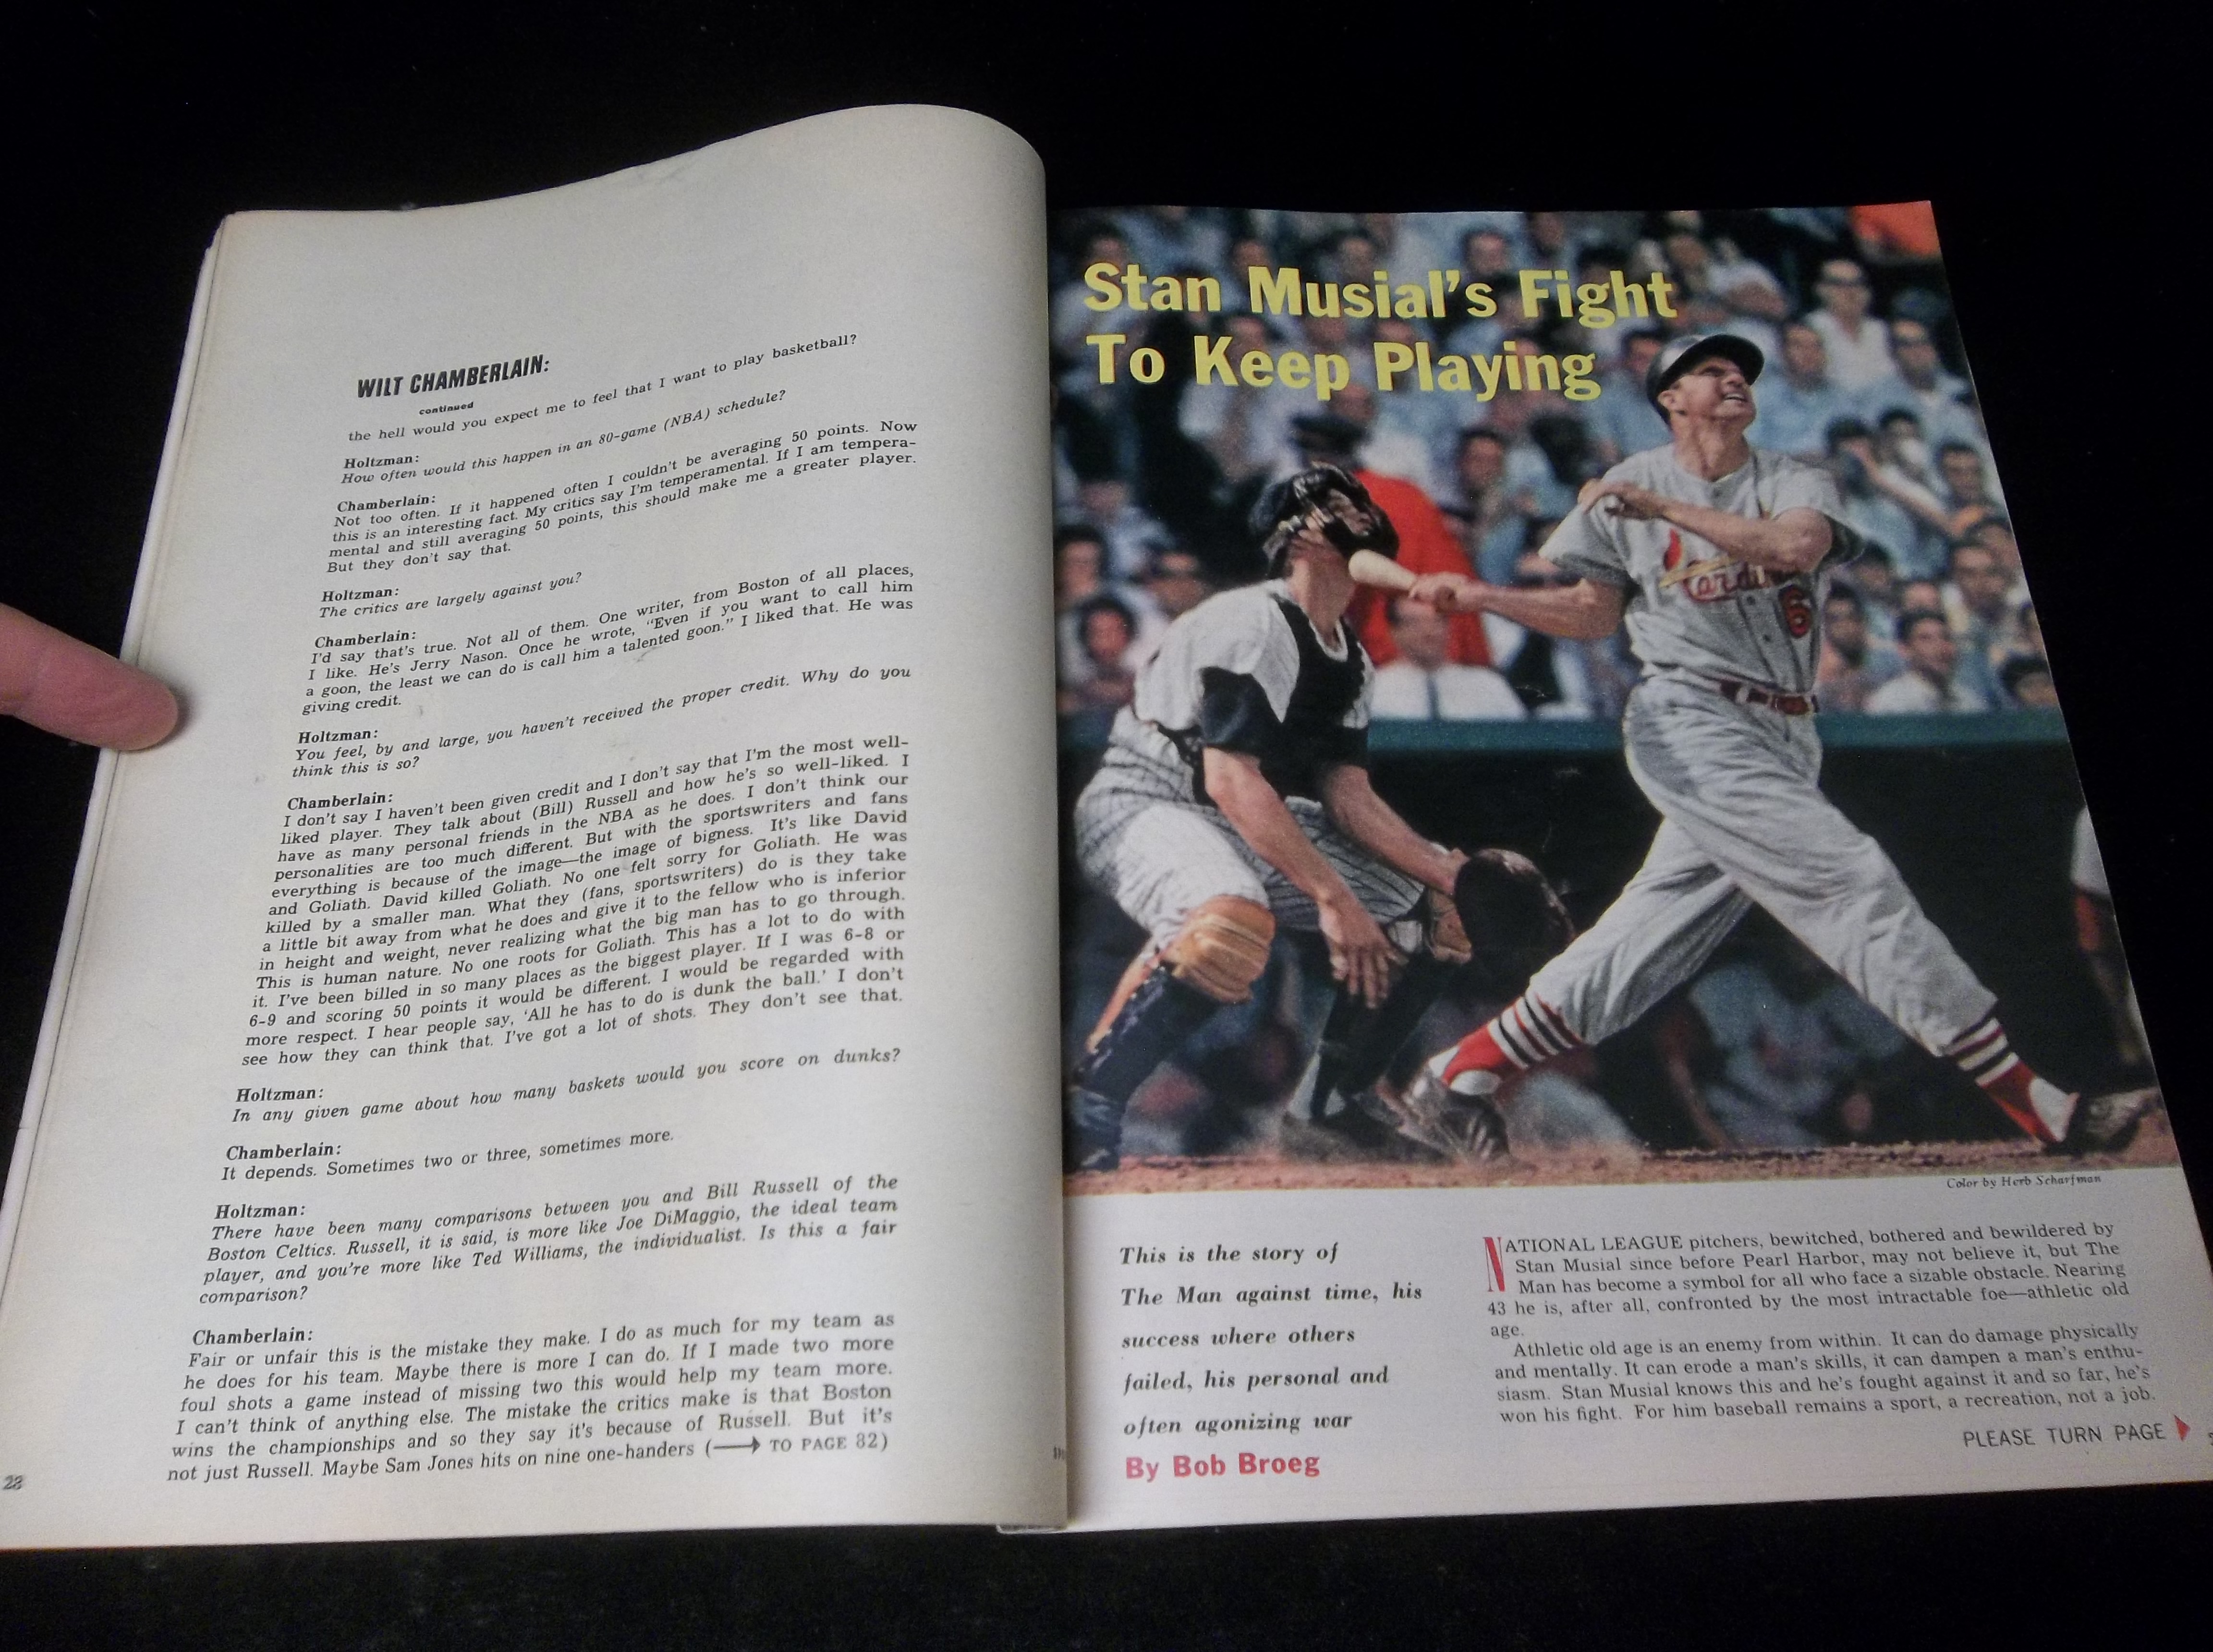 WILT CHAMBERLAIN:
continued
the hell would you expect me to feel that I want to play basketball?
Holtzman:
How often would this happen in an 80-game (NBA) schedule?
Chamberlain:
Not too often. If it happened often I couldn't be averaging 50 points. Now
this is an interesting fact. My critics say I'm temperamental. If I am tempera-
mental and still averaging 50 points, this should make me a greater player.
But they don't say that.
Holtzman:
The critics are largely against you?
Chamberlain:
I'd say that's true. Not all of them. One writer, from Boston of all places,
I like. He's Jerry Nason. Once he wrote, "Even if you want to call him
a goon, the least we can do is call him a talented goon." I liked that. He was
giving credit.
Holtzman:
You feel, by and large, you haven't received the proper credit. Why do you
think this is so?
Chamberlain:
I don't say I haven't been given credit and I don't say that I'm the most well-
liked player. They talk about (Bill) Russell and how he's so well-liked. I
have as many personal friends in the NBA as he does. I don't think our
personalities are too much different. But with the sportswriters and fans
everything is because of the image—the image of bigness. It's like David
and Goliath. David killed Goliath. No one felt sorry for Goliath. He was
killed by a smaller man. What they (fans, sportswriters) do is they take
a little bit away from what he does and give it to the fellow who is inferior
in height and weight, never realizing what the big man has to go through.
This is human nature. No one roots for Goliath. This has a lot to do with
it. I've been billed in so many places as the biggest player. If I was 6-8 or
6-9 and scoring 50 points it would be different. I would be regarded with
more respect. I hear people say, 'All he has to do is dunk the ball.' I don't
see how they can think that. I've got a lot of shots. They don't see that.
Holtzman:
In any given game about how many baskets would you score on dunks?
Chamberlain:
It depends. Sometimes two or three, sometimes more.
Holtzman:
There have been many comparisons between you and Bill Russell of the
Boston Celtics. Russell, it is said, is more like Joe DiMaggio, the ideal team
player, and you're more like Ted Williams, the individualist. Is this a fair
comparison?
Chamberlain:
Fair or unfair this is the mistake they make. I do as much for my team as
he does for his team. Maybe there is more I can do. If I made two more
foul shots a game instead of missing two this would help my team more.
I can't think of anything else. The mistake the critics make is that Boston
wins the championships and so they say it's because of Russell. But it's
not just Russell. Maybe Sam Jones hits on nine one-handers (⟶ TO PAGE 82)
28
Stan Musial's Fight
To Keep Playing
Cardinals
6
Color by Herb Scharfman
This is the story of
The Man against time, his
success where others
failed, his personal and
often agonizing war
By Bob Broeg
NATIONAL LEAGUE pitchers, bewitched, bothered and bewildered by
Stan Musial since before Pearl Harbor, may not believe it, but The
Man has become a symbol for all who face a sizable obstacle. Nearing
43 he is, after all, confronted by the most intractable foe—athletic old
age.
Athletic old age is an enemy from within. It can do damage physically
and mentally. It can erode a man's skills, it can dampen a man's enthu-
siasm. Stan Musial knows this and he's fought against it and so far, he's
won his fight. For him baseball remains a sport, a recreation, not a job.
PLEASE TURN PAGE